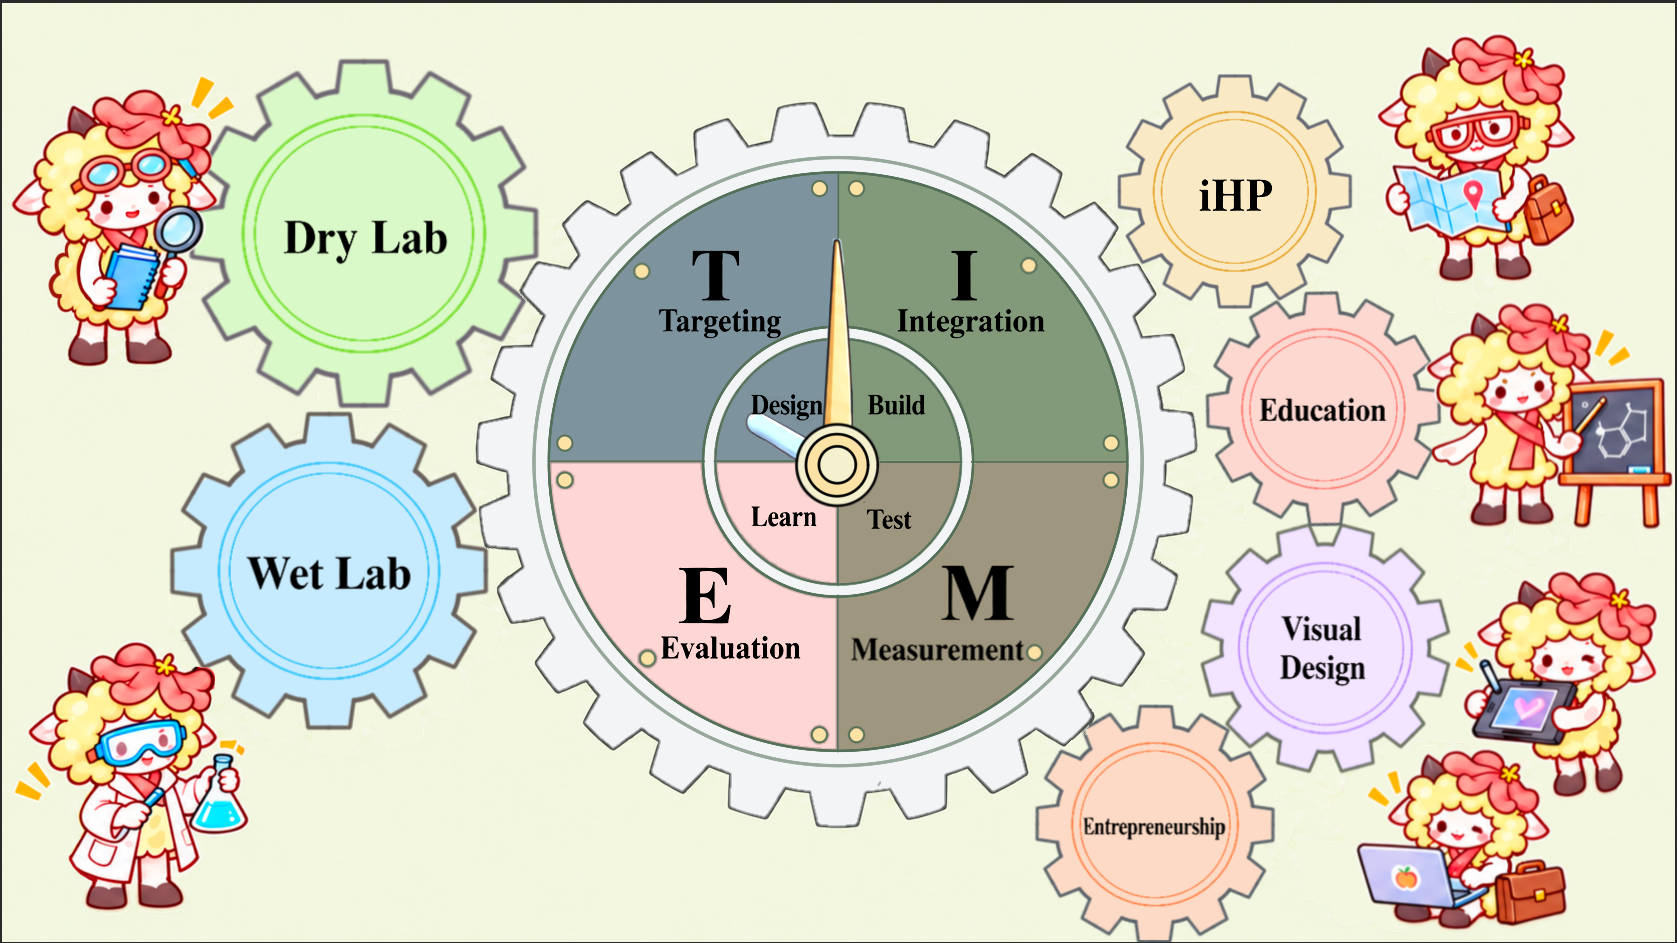 Dry Lab
Wet Lab
T
Targeting
I
Integration
Design
Build
Learn
Test
E
Evaluation
M
Measurement
iHP
Education
Visual
Design
Entrepreneurship